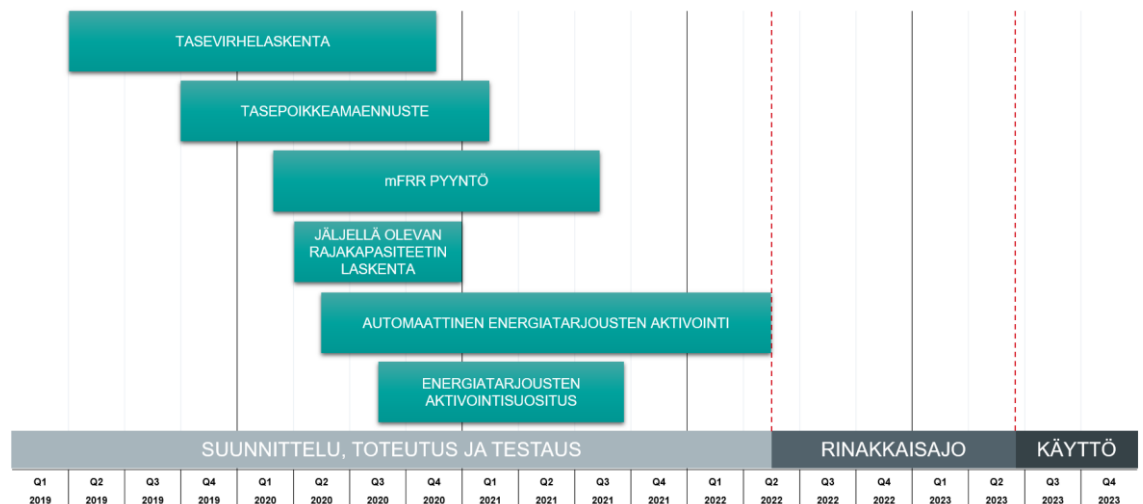 TASEVIRHELASKENTA
TASEPOIKKEAMAENNUSTE
mFRR PYYNTÖ
JÄLJELLÄ OLEVAN
RAJAKAPASITEETIN
LASKENTA
AUTOMAATTINEN ENERGIATARJOUSTEN AKTIVOINTI
ENERGIATARJOUSTEN
AKTIVOINTISUOSITUS
SUUNNITTELU, TOTEUTUS JA TESTAUS RINAKKAISAJO KÄYTTÖ
Q1 Q2 Q3 Q4 Q1 Q2 Q3 Q4 Q1 Q2 Q3 Q4 Q1 Q2 Q3 Q4 Q1 Q2 Q3 Q4
2019 2019 2019 2019 2020 2020 2020 2020 2021 2021 2021 2021 2022 2022 2022 2022 2023 2023 2023 2023